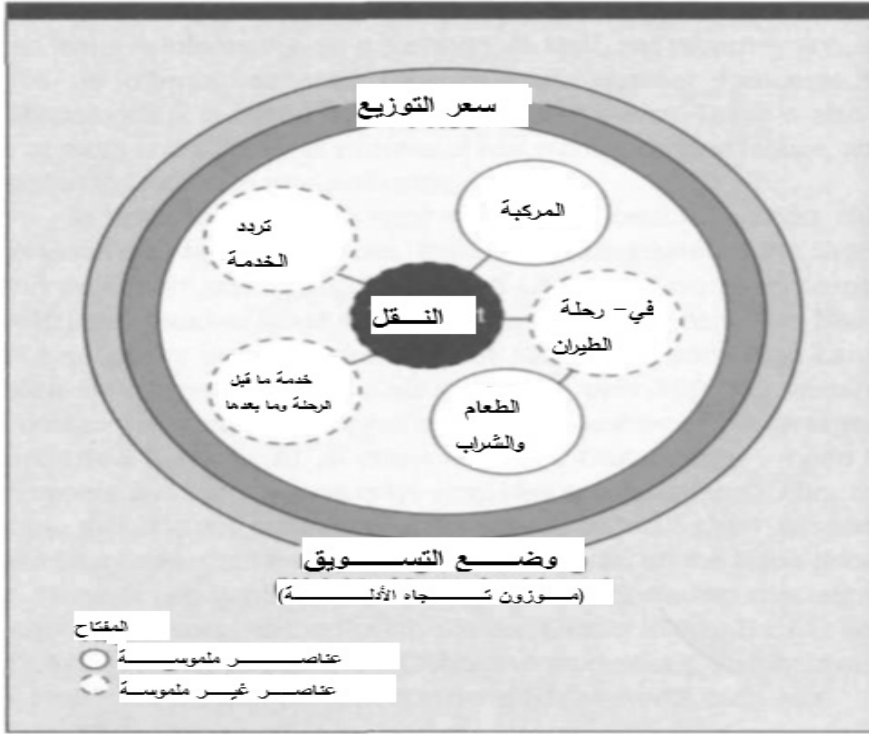 سعر التوزيع
المركبة
تردد
الخدمة
النقل
t
في- رحلة
الطيران
خدمة ما قبل
الرحلة وما بعدها
الطعام
والشراب
وضع التسويق
(موزون تجاه الأدلة)
المفتاح
عناصر ملموسة
عناصر غير ملموسة